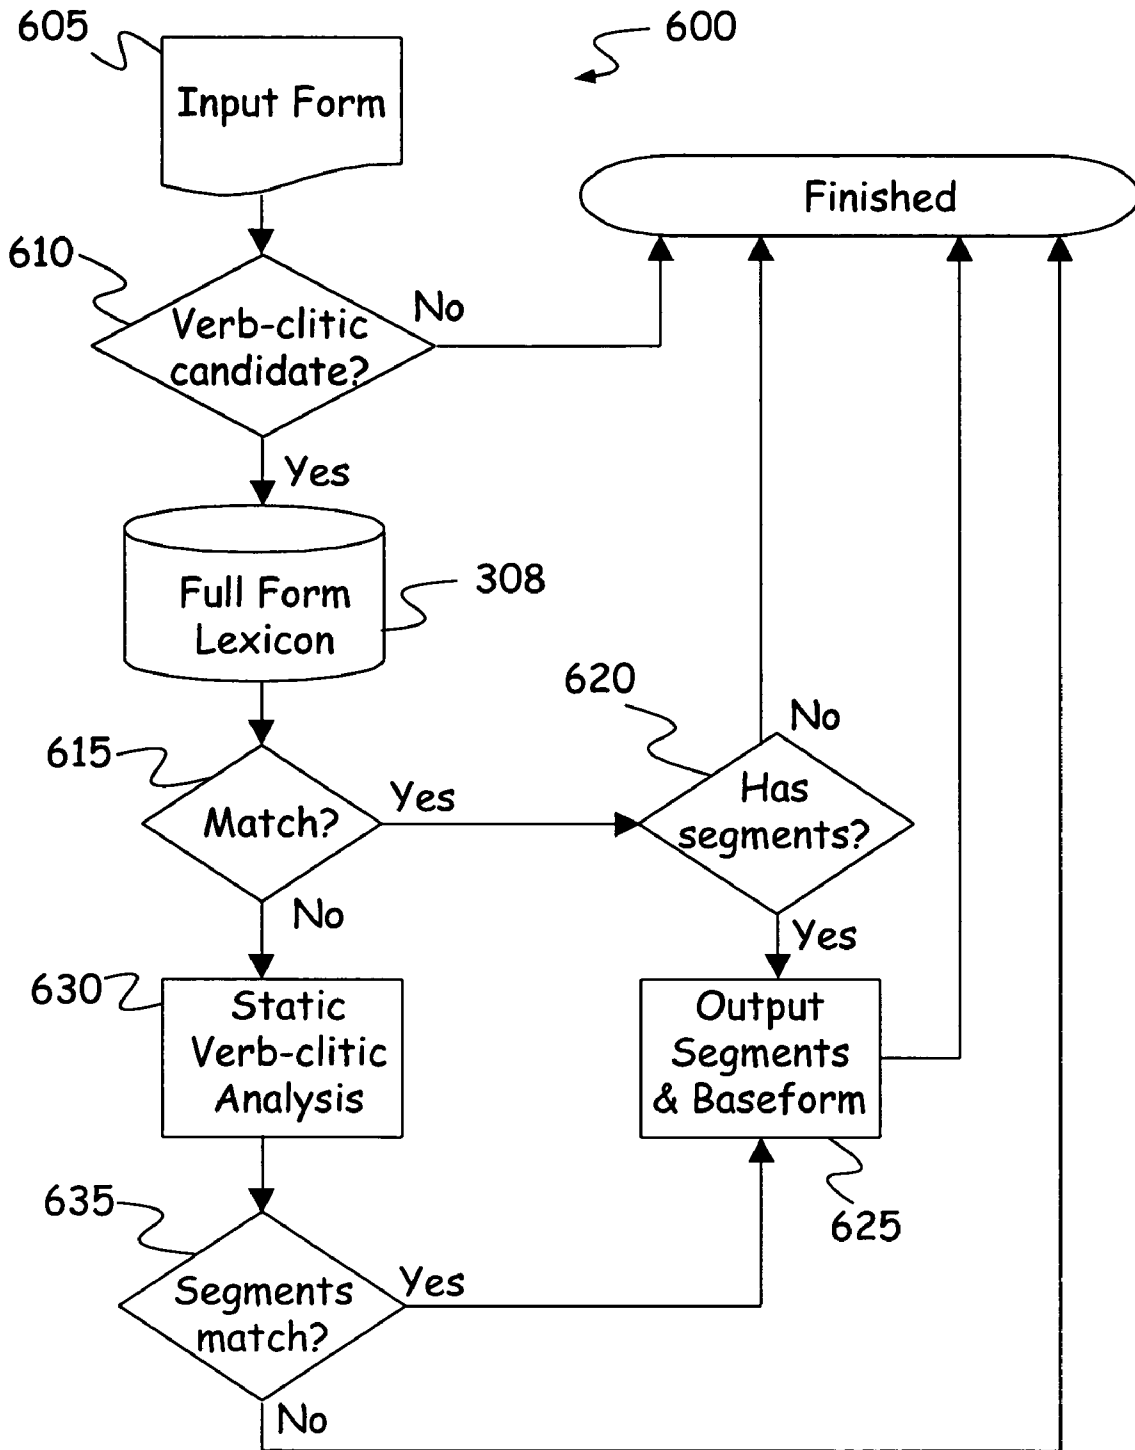 605
600
Input Form
Finished
610
No
Verb-clitic
candidate?
Yes
Full Form
Lexicon
308
620
No
615
Match?
Yes
Has
segments?
No
Yes
630
Static
Verb-clitic
Analysis
Output
Segments
& Baseform
635
625
Segments
match?
Yes
No